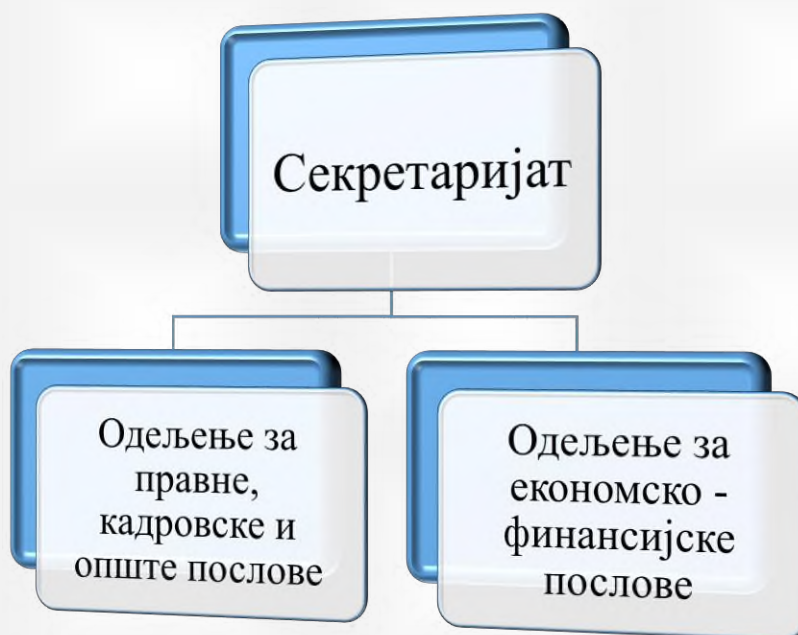 Секретаријат
Одељење за
правне,
кадровске и
опште послове
Одељење за
економско -
финансијске
послове